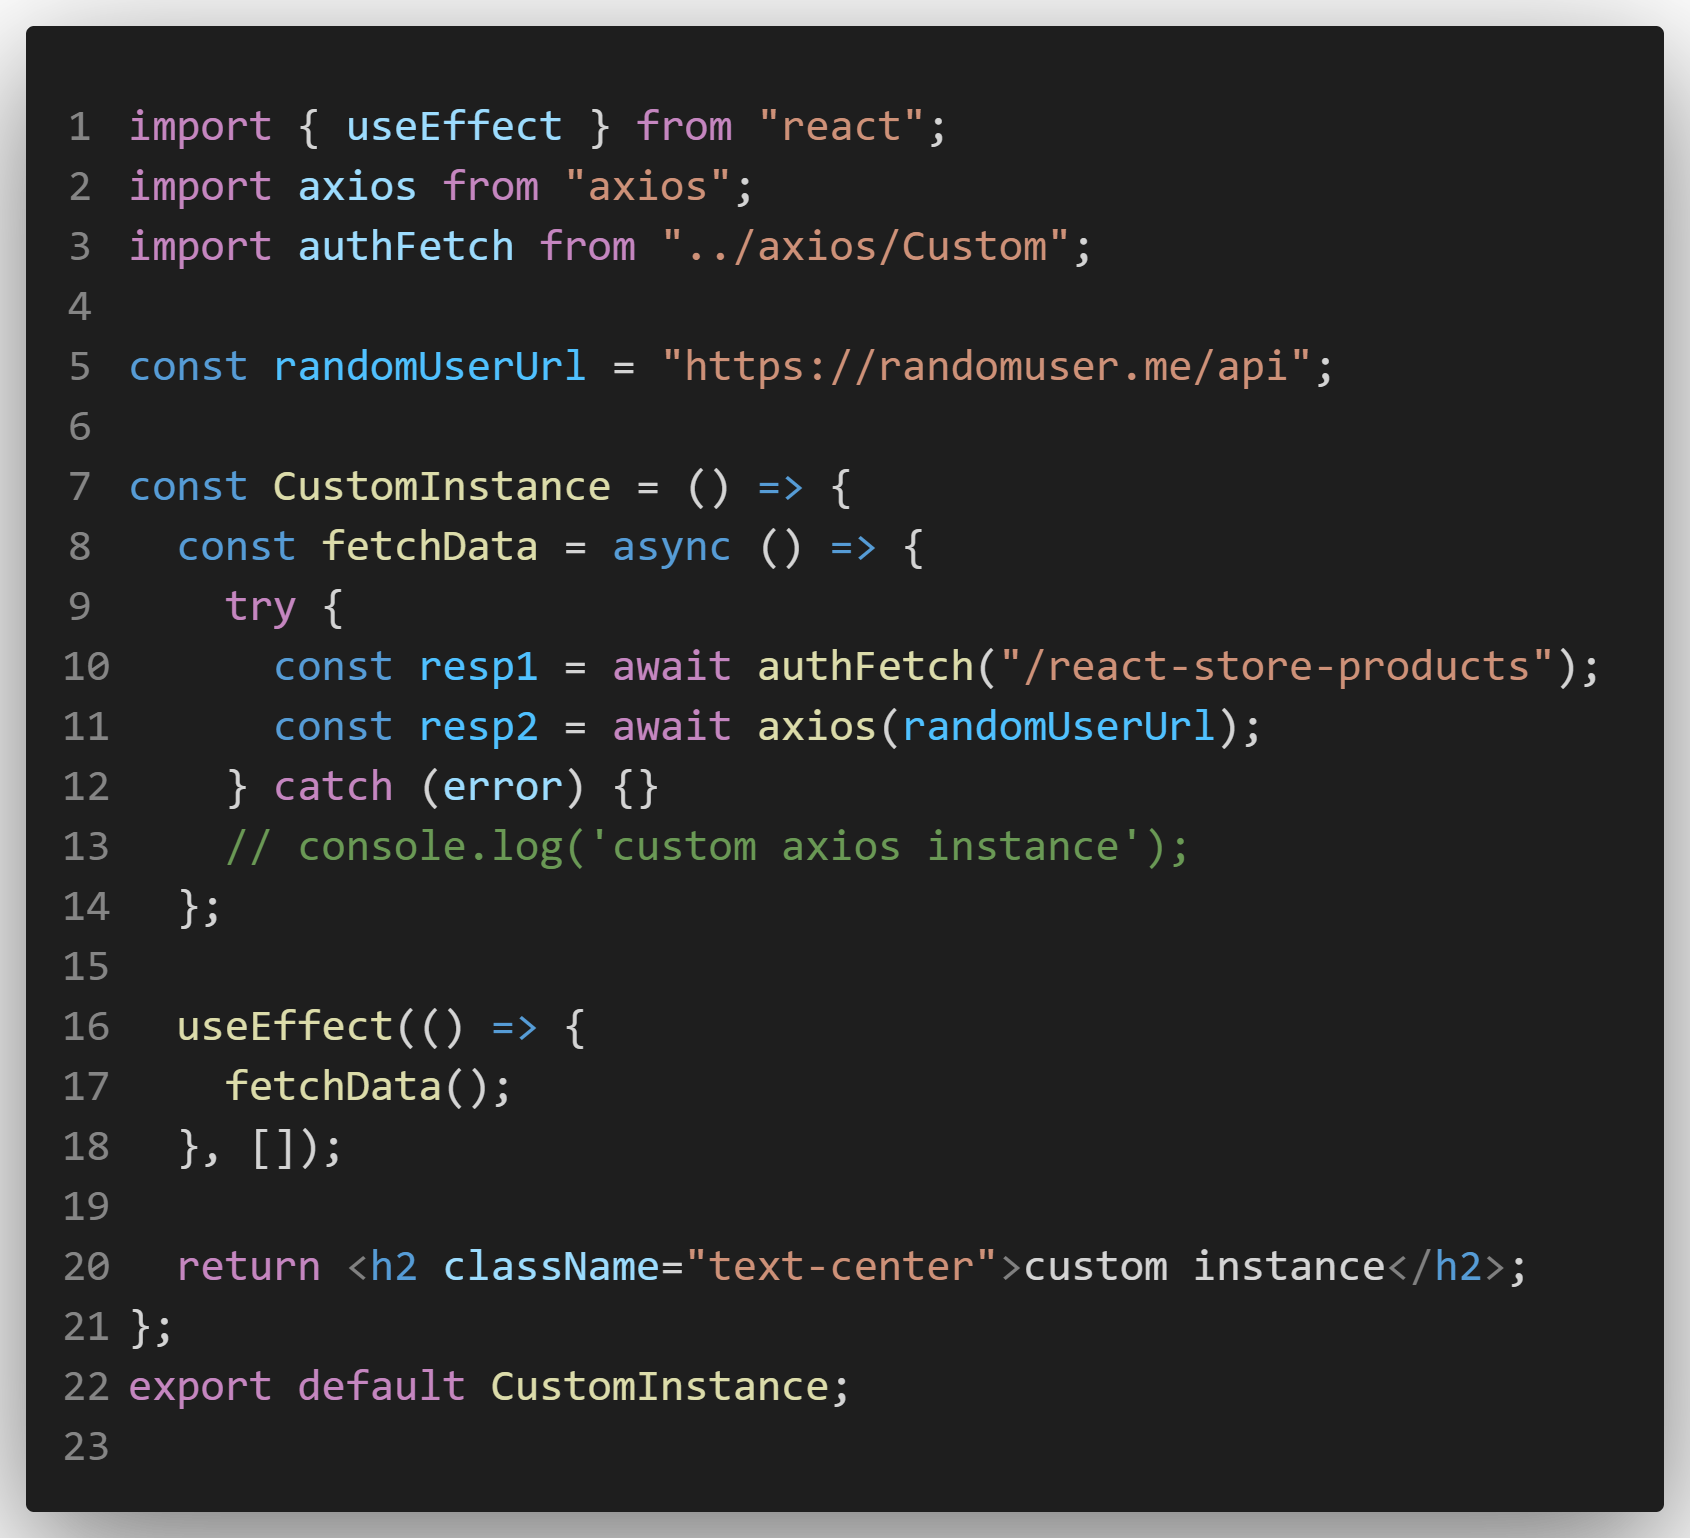 1 import { useEffect } from "react";
2 import axios from "axios";
3 import authFetch from "../axios/Custom";
4
5 const randomUserUrl = "https://randomuser.me/api";
6
7 const CustomInstance = () => {
8   const fetchData = async () => {
9     try {
10       const resp1 = await authFetch("/react-store-products");
11       const resp2 = await axios(randomUserUrl);
12     } catch (error) {}
13     // console.log('custom axios instance');
14   };
15
16   useEffect(() => {
17     fetchData();
18   }, []);
19
20   return <h2 className="text-center">custom instance</h2>;
21 };
22 export default CustomInstance;
23